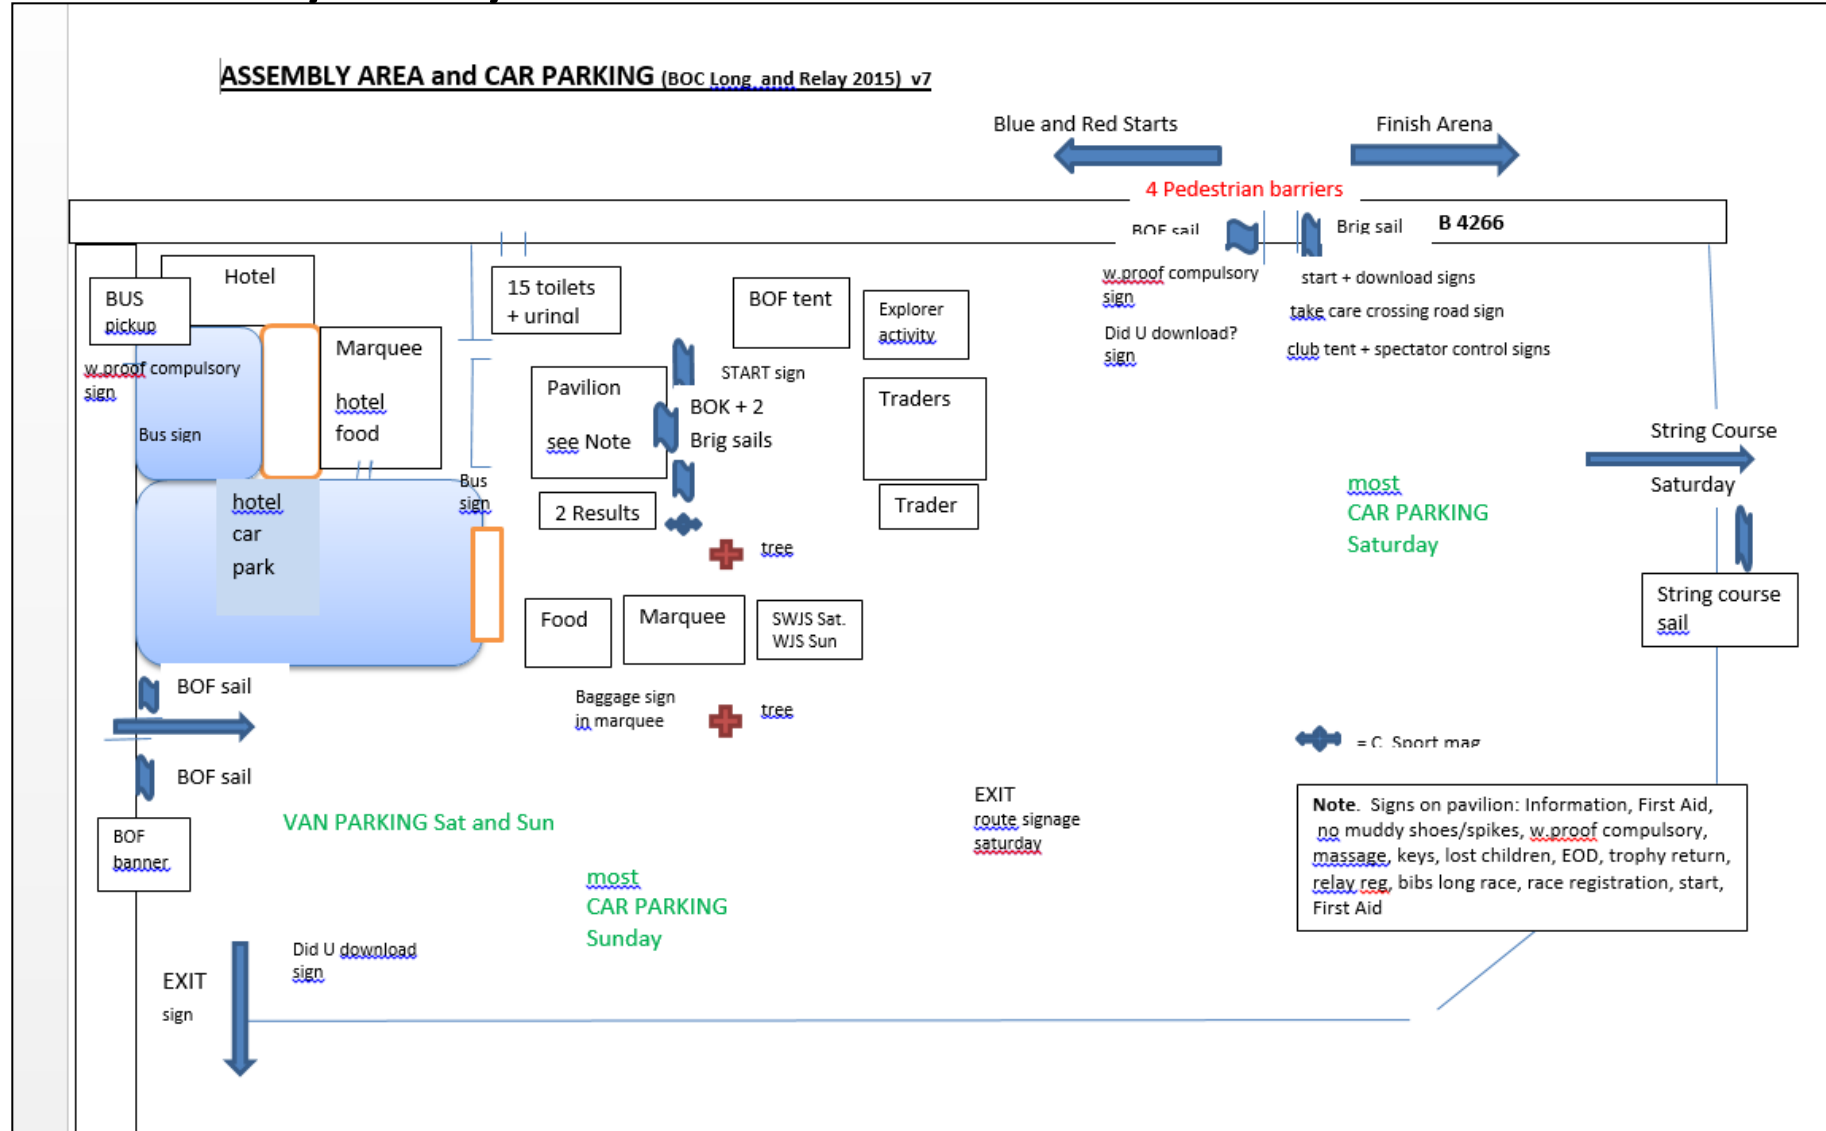 ASSEMBLY AREA and CAR PARKING (BOC Long and Relay 2015) v7
Blue and Red Starts
Finish Arena
4 Pedestrian barriers
BOF sail
Brig sail
B 4266
w.proof compulsory
sign
Did U download?
sign
start + download signs
take care crossing road sign
club tent + spectator control signs
Hotel
BUS
pickup
w.proof compulsory
sign
Bus sign
Marquee
hotel
food
15 toilets
+ urinal
BOF tent
Explorer
activity
START sign
Pavilion
see Note
BOK + 2
Brig sails
Traders
Trader
2 Results
Bus
sign
hotel
car
park
tree
Food
Marquee
SWJS Sat.
WJS Sun
Baggage sign
in marquee
tree
String Course
Saturday
most
CAR PARKING
Saturday
String course
sail
BOF sail
BOF sail
BOF
banner
VAN PARKING Sat and Sun
most
CAR PARKING
Sunday
EXIT
route signage
saturday
= C Sport mag
Note. Signs on pavilion: Information, First Aid,
no muddy shoes/spikes, w.proof compulsory,
massage, keys, lost children, EOD, trophy return,
relay reg, bibs long race, race registration, start,
First Aid
Did U download
sign
EXIT
sign